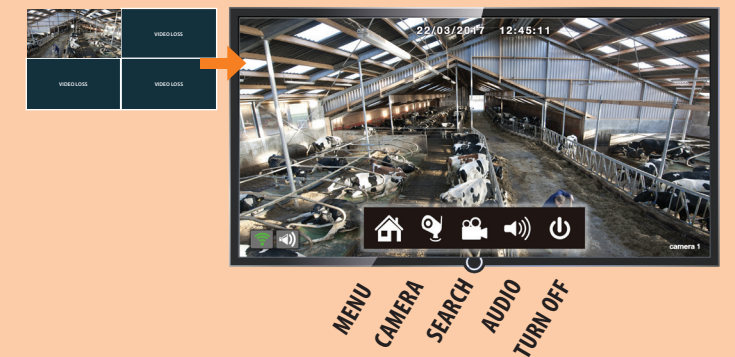 VIDEO LOSS
VIDEO LOSS
VIDEO LOSS
22/03/2017 12:45:11
camera 1
MENU
CAMERA
SEARCH
AUDIO
TURN OFF